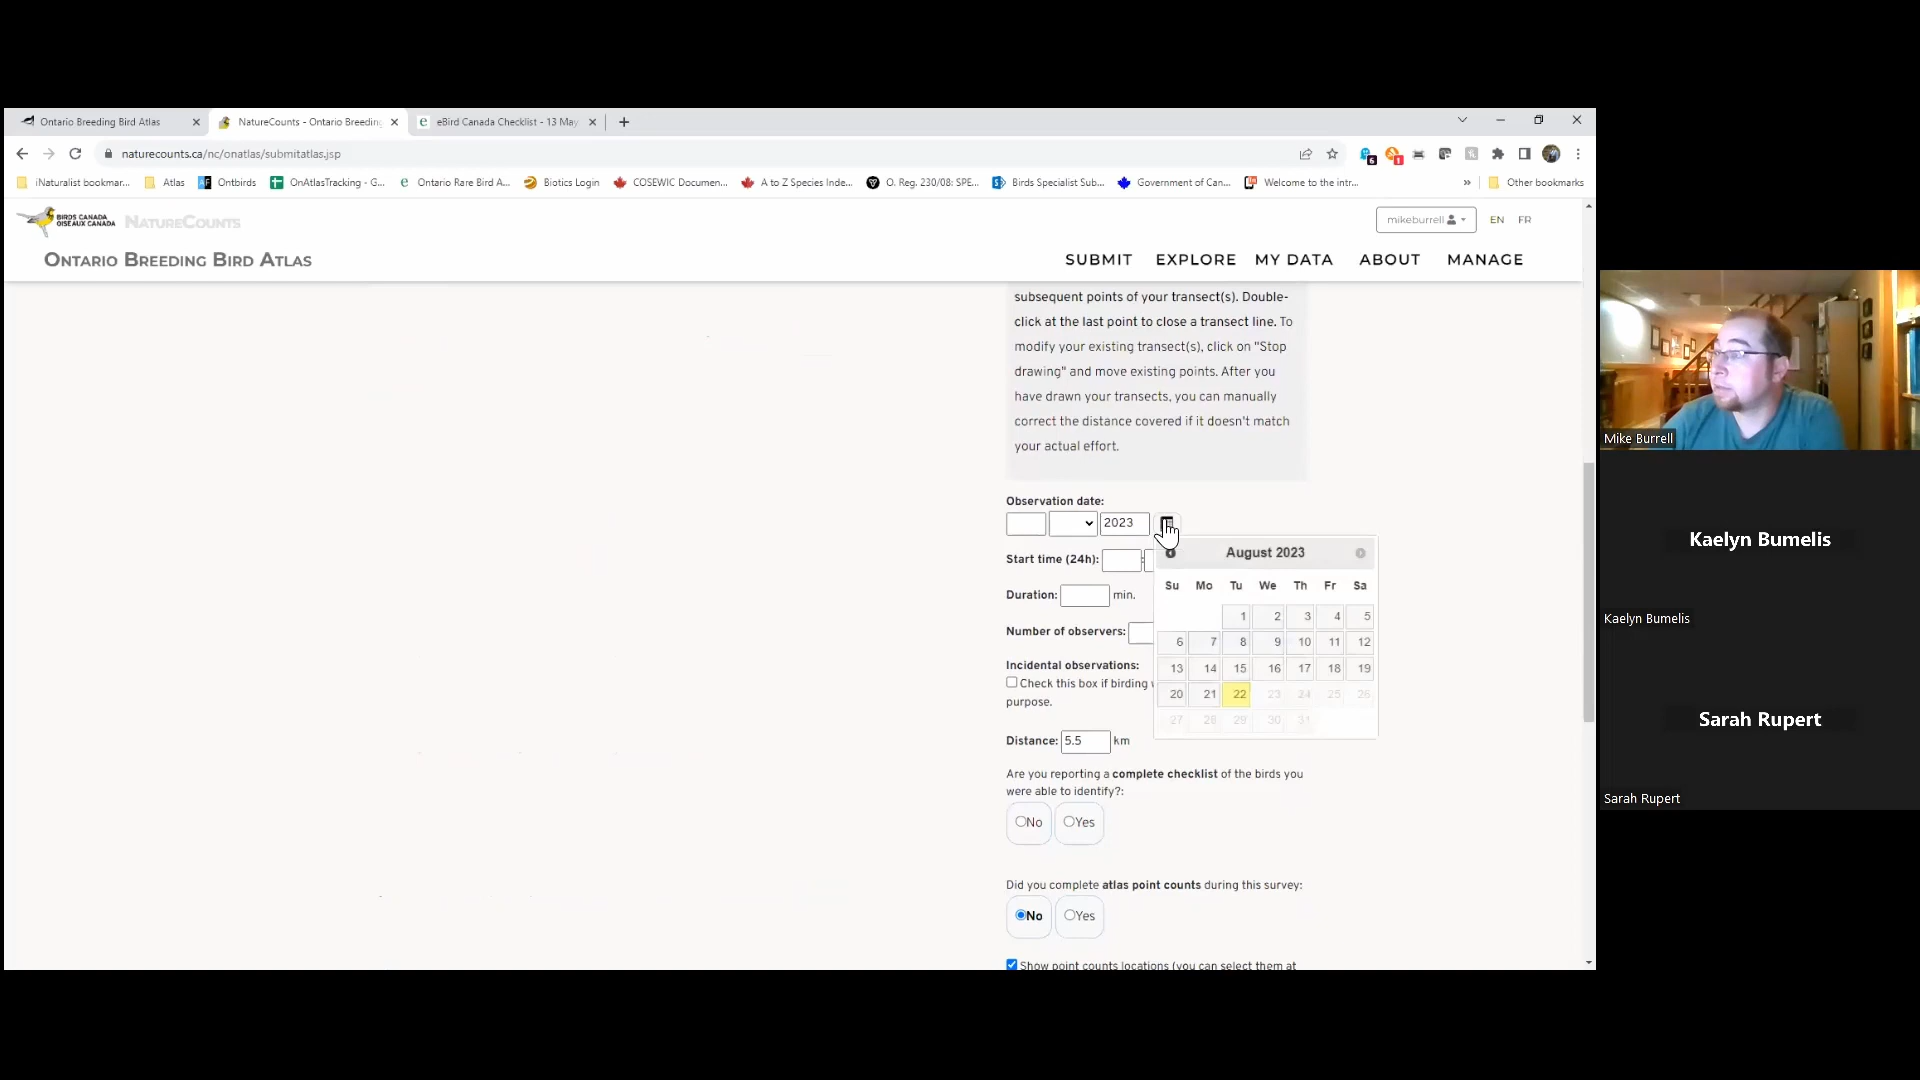 Ontario Breeding Bird Atlas
NatureCounts - Ontario Breeding
eBird Canada Checklist - 13 May
naturecounts.ca/nc/onatlas/submitatlas.jsp
6
1
iNaturalist bookmar...
Atlas
Ontbirds
OnAtlasTracking - G...
Ontario Rare Bird A...
Biotics Login
COSEWIC Documen...
A to Z Species Inde...
O. Reg. 230/08: SPE...
Birds Specialist Sub...
Government of Can...
Welcome to the intr...
»
Other bookmarks
BIRDS CANADA
OISEAUX CANADA
NATURECOUNTS
mikeburrell
EN
FR
ONTARIO BREEDING BIRD ATLAS
SUBMIT
EXPLORE
MY DATA
ABOUT
MANAGE
subsequent points of your transect(s). Double-
click at the last point to close a transect line. To
modify your existing transect(s), click on "Stop
drawing" and move existing points. After you
have drawn your transects, you can manually
correct the distance covered if it doesn't match
your actual effort.
Observation date:
2023
Start time (24h): :
Duration: min.
Number of observers:
Incidental observations:
Check this box if birding
purpose.
August 2023
Su Mo Tu We Th Fr Sa
1 2 3 4 5
6 7 8 9 10 11 12
13 14 15 16 17 18 19
20 21 22 23 24 25 26
27 28 29 30 31
Distance: 5.5 km
Are you reporting a complete checklist of the birds you
were able to identify?:
No Yes
Did you complete atlas point counts during this survey:
No Yes
Show point counts locations (you can select them at
Mike Burrell
Kaelyn Bumelis
Kaelyn Bumelis
Sarah Rupert
Sarah Rupert